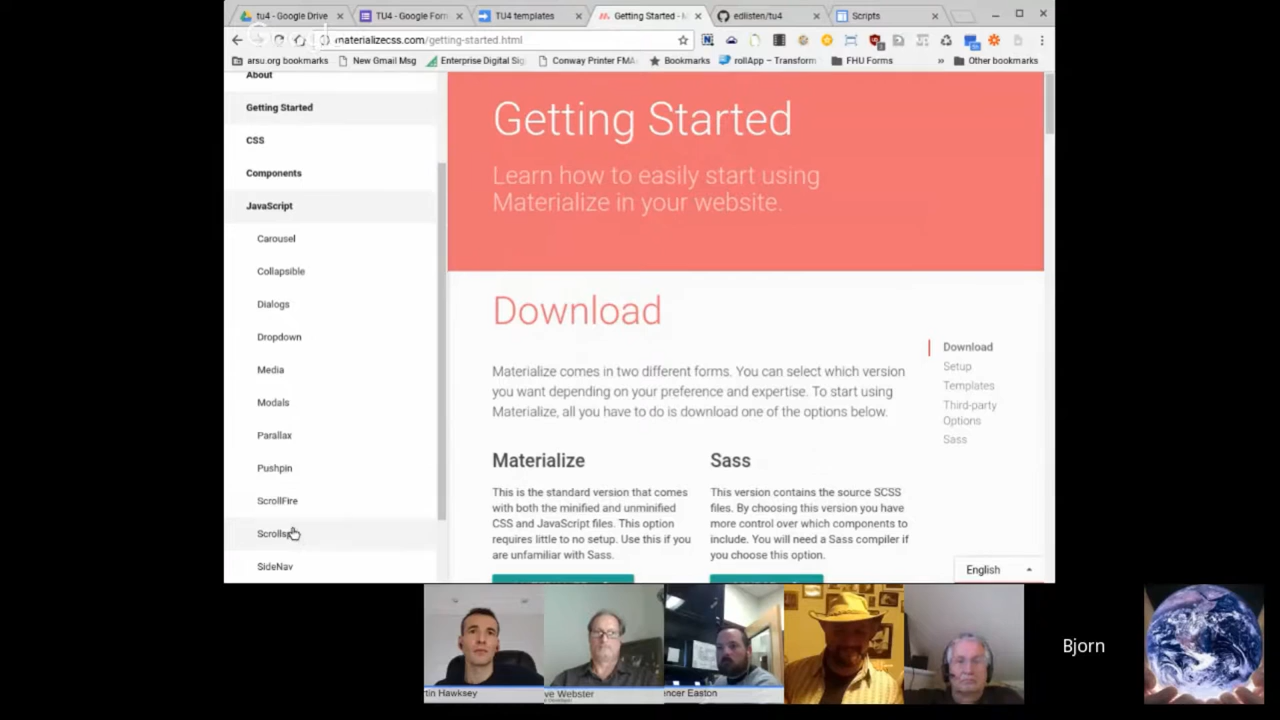 tu4 - Google Drive
TU4 - Google Forn
TU4 templates
Getting Started - M
edlisten/tu4
Scripts
materializecss.com/getting-started.html
arsu.org bookmarks
New Gmail Msg
Enterprise Digital Sig
Conway Printer FMA
Bookmarks
rollApp – Transform
FHU Forms
»
Other bookmarks
About
Getting Started
CSS
Components
JavaScript
Carousel
Collapsible
Dialogs
Dropdown
Media
Modals
Parallax
Pushpin
ScrollFire
Scrollsp
SideNav
Getting Started
Learn how to easily start using
Materialize in your website.
Download
Materialize comes in two different forms. You can select which version
you want depending on your preference and expertise. To start using
Materialize, all you have to do is download one of the options below.
Materialize
This is the standard version that comes
with both the minified and unminified
CSS and JavaScript files. This option
requires little to no setup. Use this if you
are unfamiliar with Sass.
Sass
This version contains the source SCSS
files. By choosing this version you have
more control over which components to
include. You will need a Sass compiler if
you choose this option.
Download
Setup
Templates
Third-party
Options
Sass
English
tin Hawksey
ve Webster
encer Easton
Bjorn